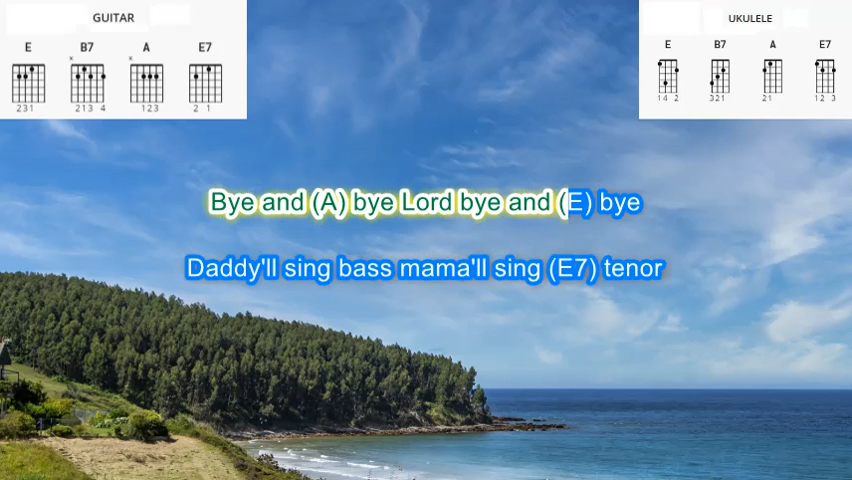 GUITAR
E B7 A E7
x x
231 213 4 123 2 1
UKULELE
E B7 A E7
14 2 321 21 12 3
Bye and (A) bye Lord bye and (E) bye
Daddy'll sing bass mama'll sing (E7) tenor